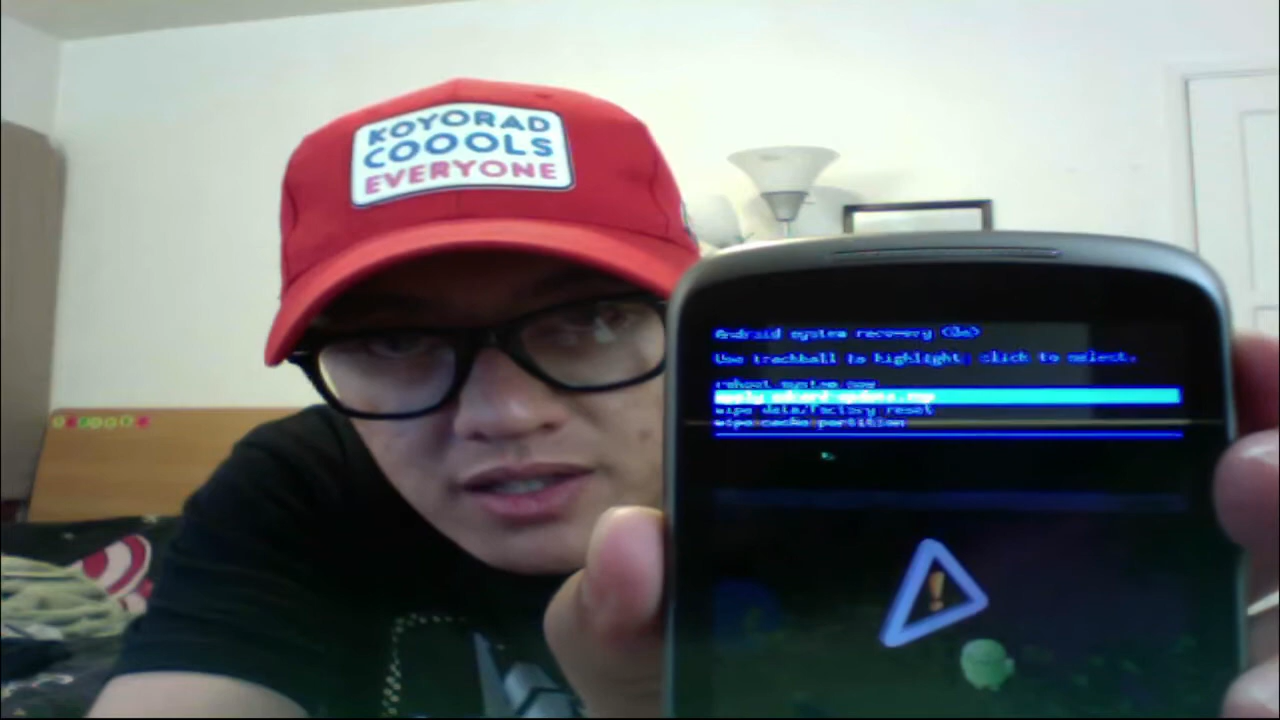 KOYORAD
COOOLS
EVERYONE
Android system recovery (3e)
Use trackball to highlight; click to select.
reboot system now
apply sdcard:update.zip
wipe data/factory reset
wipe cache partition